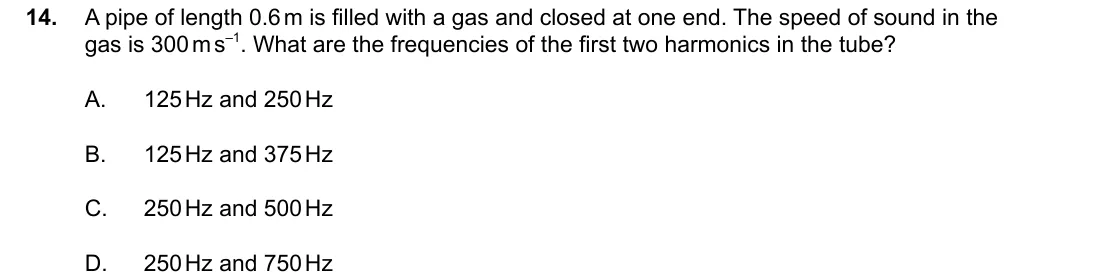 14. A pipe of length 0.6 m is filled with a gas and closed at one end. The speed of sound in the
gas is 300 m s⁻¹. What are the frequencies of the first two harmonics in the tube?
A. 125 Hz and 250 Hz
B. 125 Hz and 375 Hz
C. 250 Hz and 500 Hz
D. 250 Hz and 750 Hz